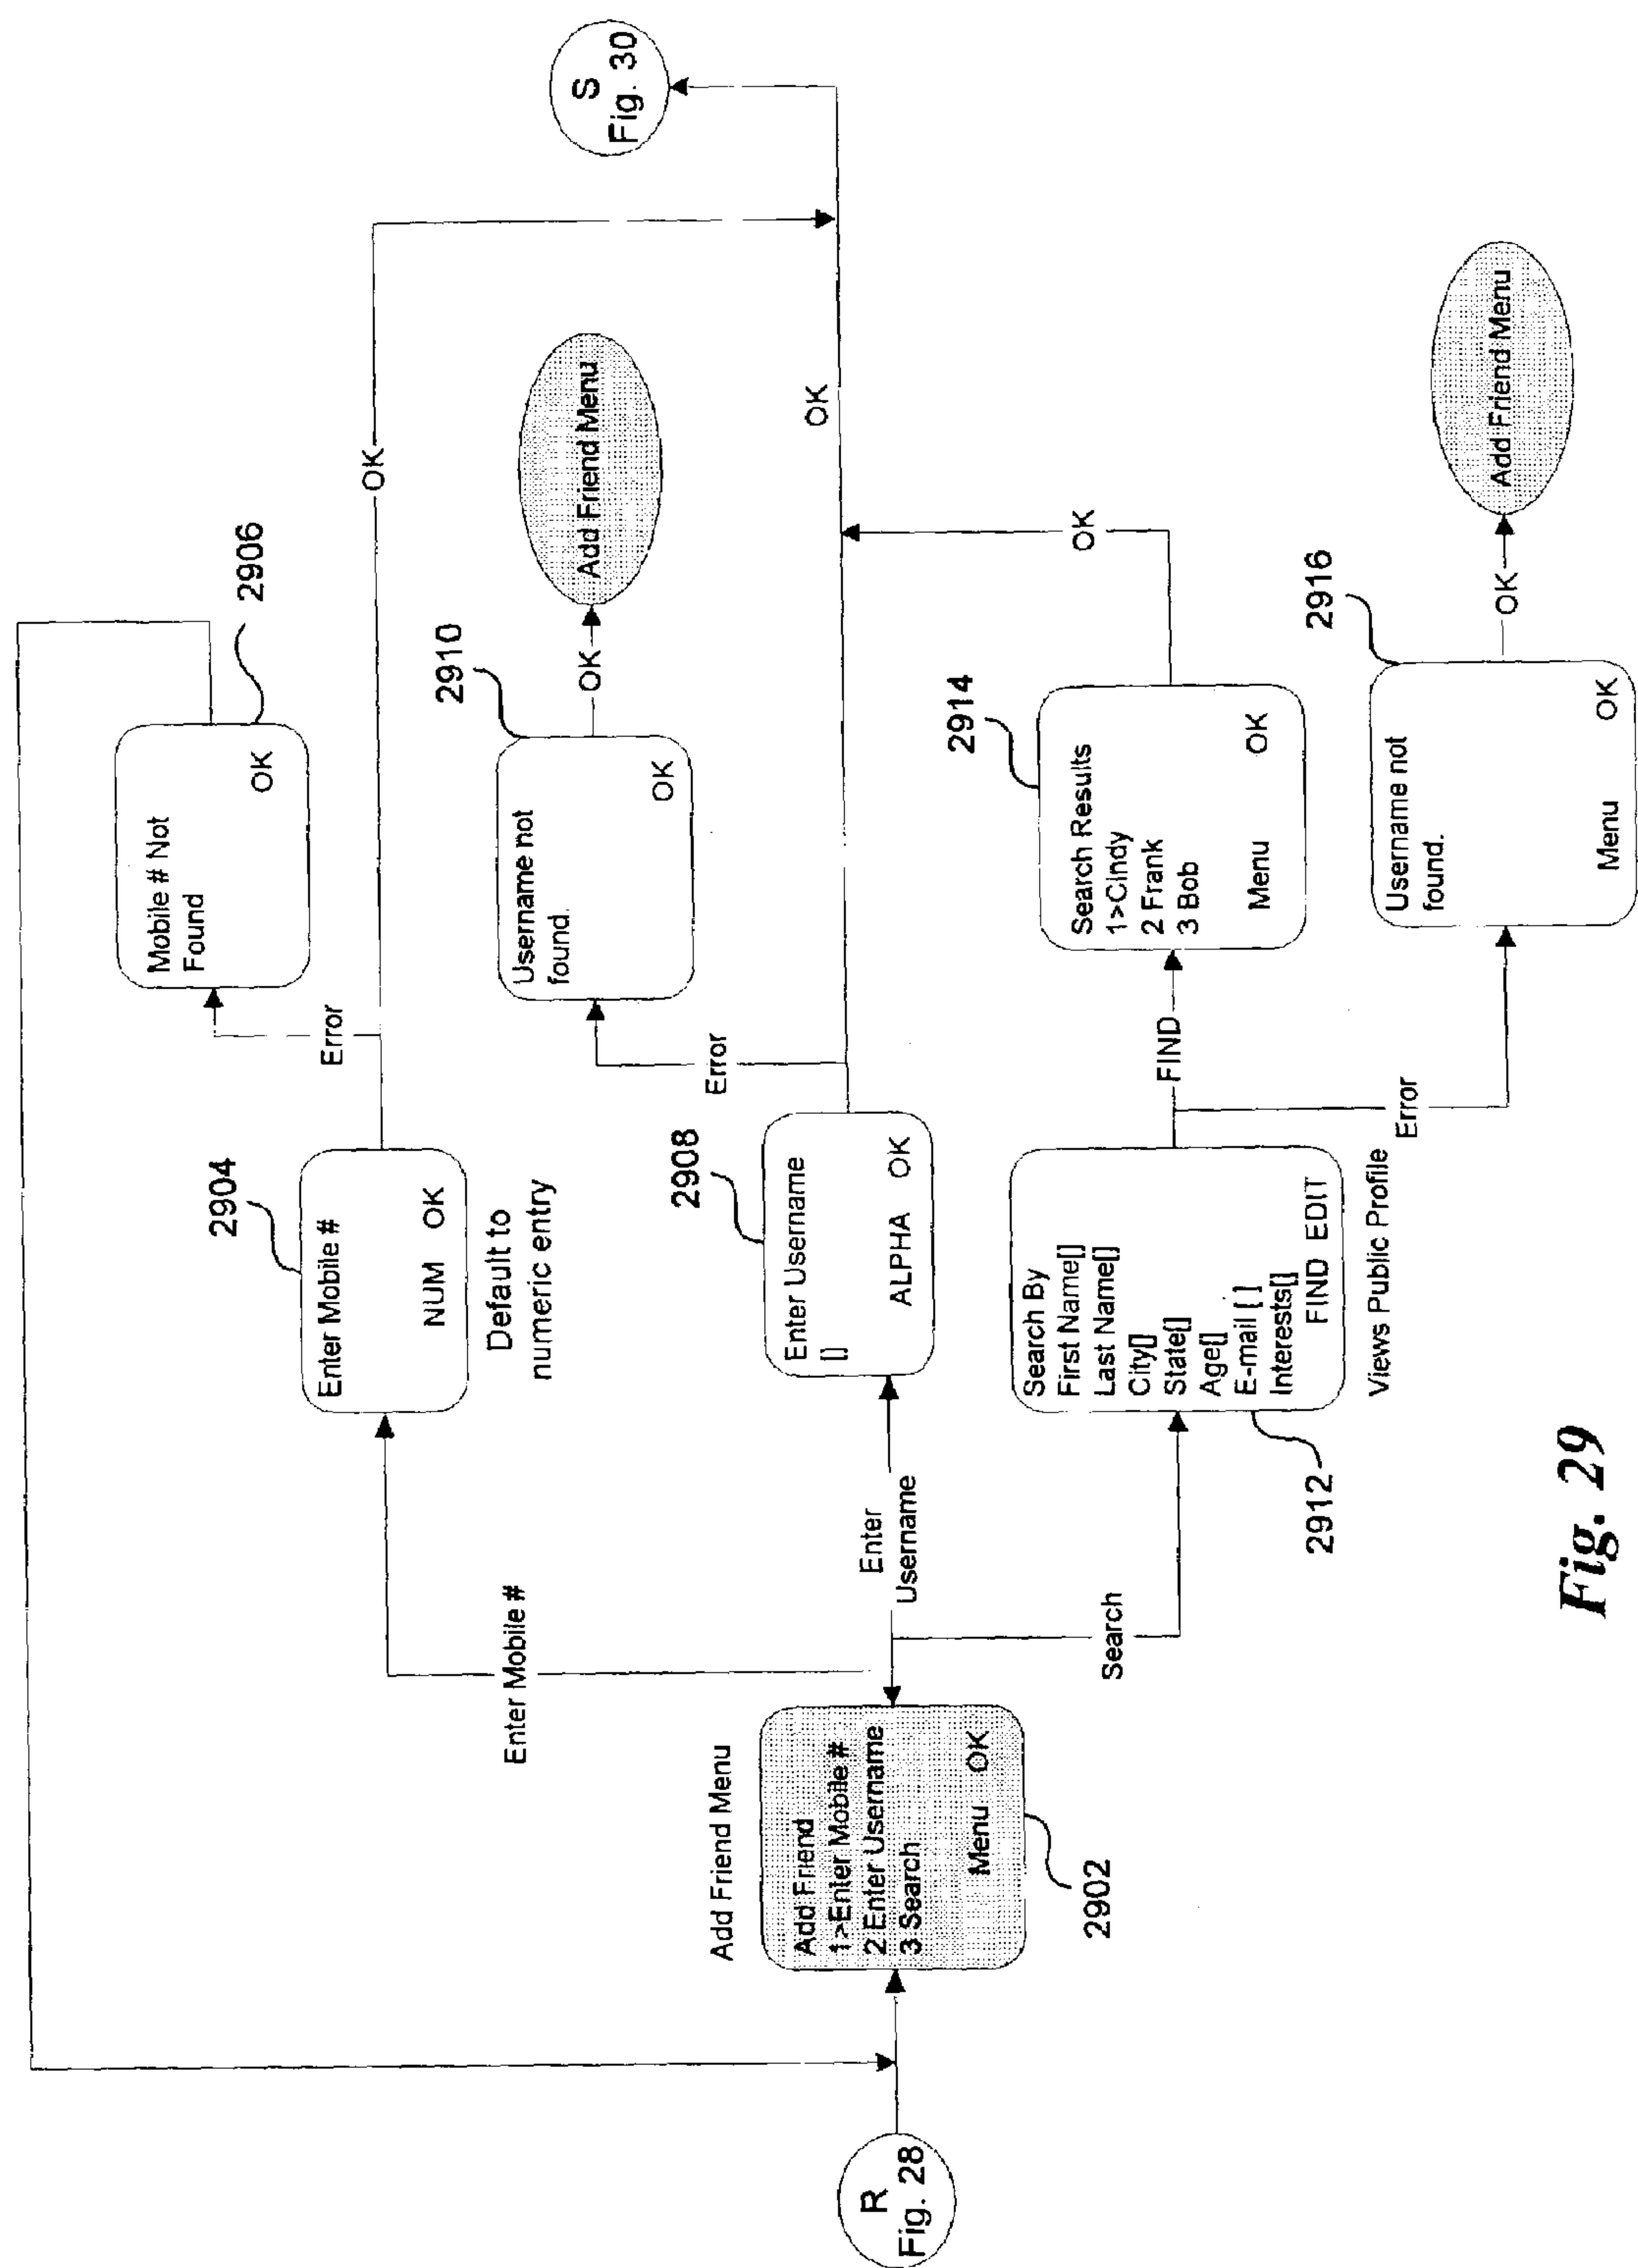 R
Fig. 28
Add Friend Menu
Add Friend
1>Enter Mobile #
2 Enter Username
3 Search
Menu OK
2902
Enter Mobile #
Enter
Username
Search
2904
Enter Mobile #
NUM OK
Default to
numeric entry
Error
Mobile # Not
Found
OK
2906
OK
2908
Enter Username
[]
ALPHA OK
Error
2910
Username not
found.
OK
OK
Add Friend Menu
OK
S
Fig. 30
2912
Search By
First Name[]
Last Name[]
City[]
State[]
Age[]
E-mail [ ]
Interests[]
FIND EDIT
Views Public Profile
FIND
Error
2914
Search Results
1>Cindy
2 Frank
3 Bob
Menu OK
OK
2916
Username not
found.
Menu OK
OK
Add Friend Menu
Fig. 29